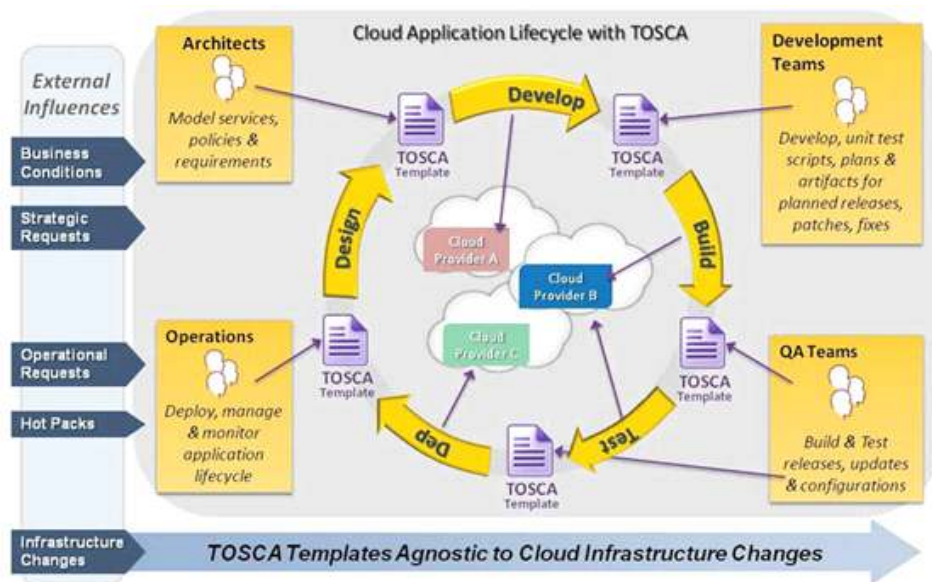 Cloud Application Lifecycle with TOSCA
External
Influences
Business
Conditions
Strategic
Requests
Operational
Requests
Hot Packs
Infrastructure
Changes
Architects
Model services,
policies &
requirements
Development
Teams
Develop, unit test
scripts, plans &
artifacts for
planned releases,
patches, fixes
Operations
Deploy, manage
& monitor
application
lifecycle
QA Teams
Build & Test
releases, updates
& configurations
Develop
Build
Test
Dep
Design
TOSCA
Template
TOSCA
Template
TOSCA
Template
TOSCA
Template
TOSCA
Template
Cloud
Provider A
Cloud
Provider B
Cloud
Provider C
TOSCA Templates Agnostic to Cloud Infrastructure Changes